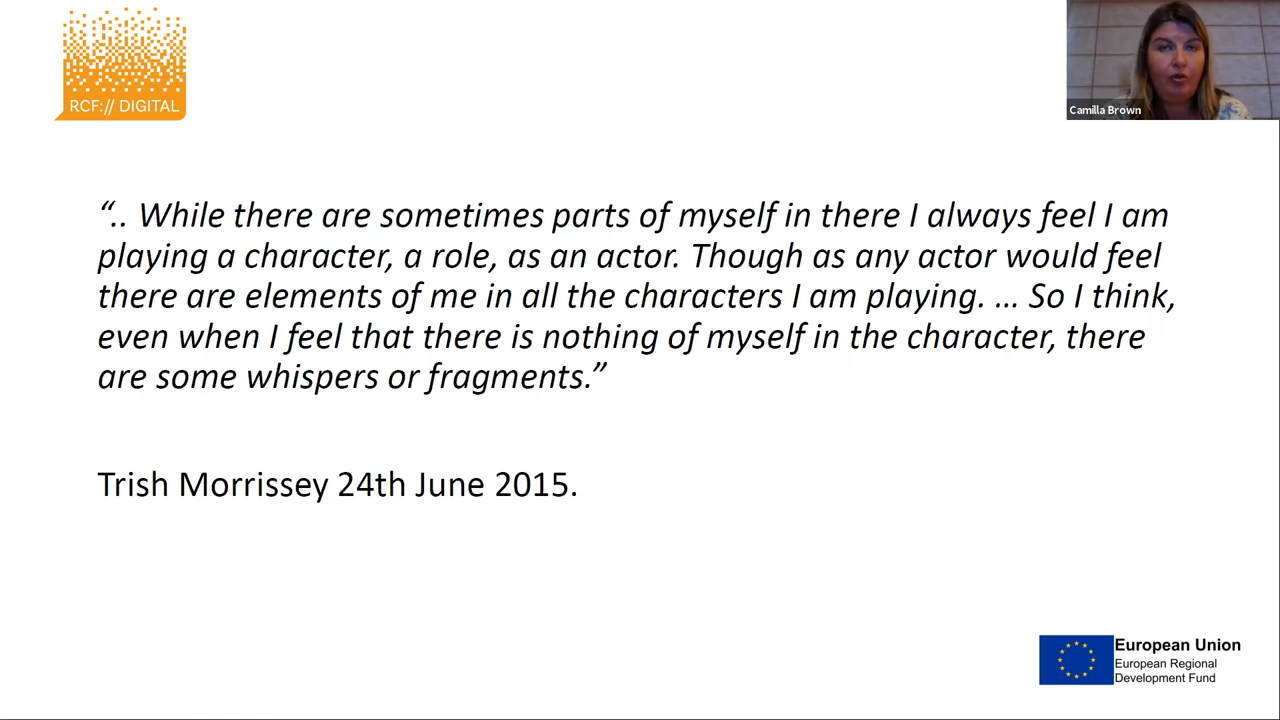 RCF:// DIGITAL
Camilla Brown
“.. While there are sometimes parts of myself in there I always feel I am
playing a character, a role, as an actor. Though as any actor would feel
there are elements of me in all the characters I am playing. ... So I think,
even when I feel that there is nothing of myself in the character, there
are some whispers or fragments.”
Trish Morrissey 24th June 2015.
European Union
European Regional
Development Fund